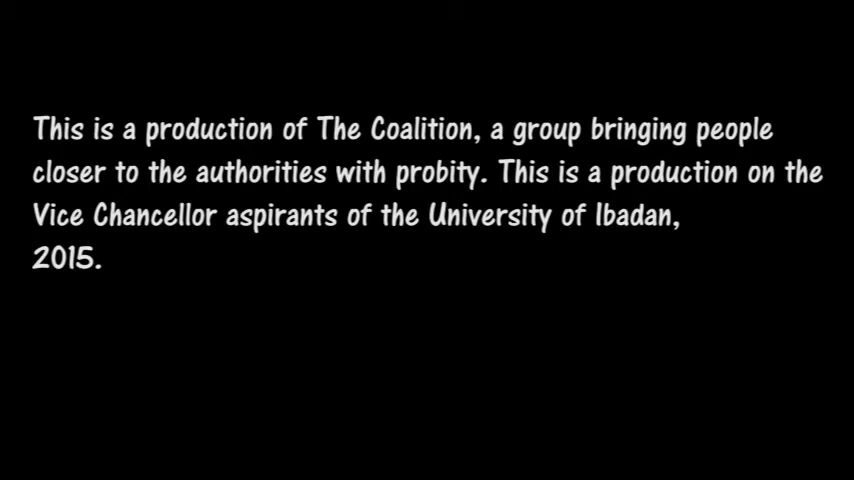 This is a production of The Coalition, a group bringing people
closer to the authorities with probity. This is a production on the
Vice Chancellor aspirants of the University of Ibadan,
2015.